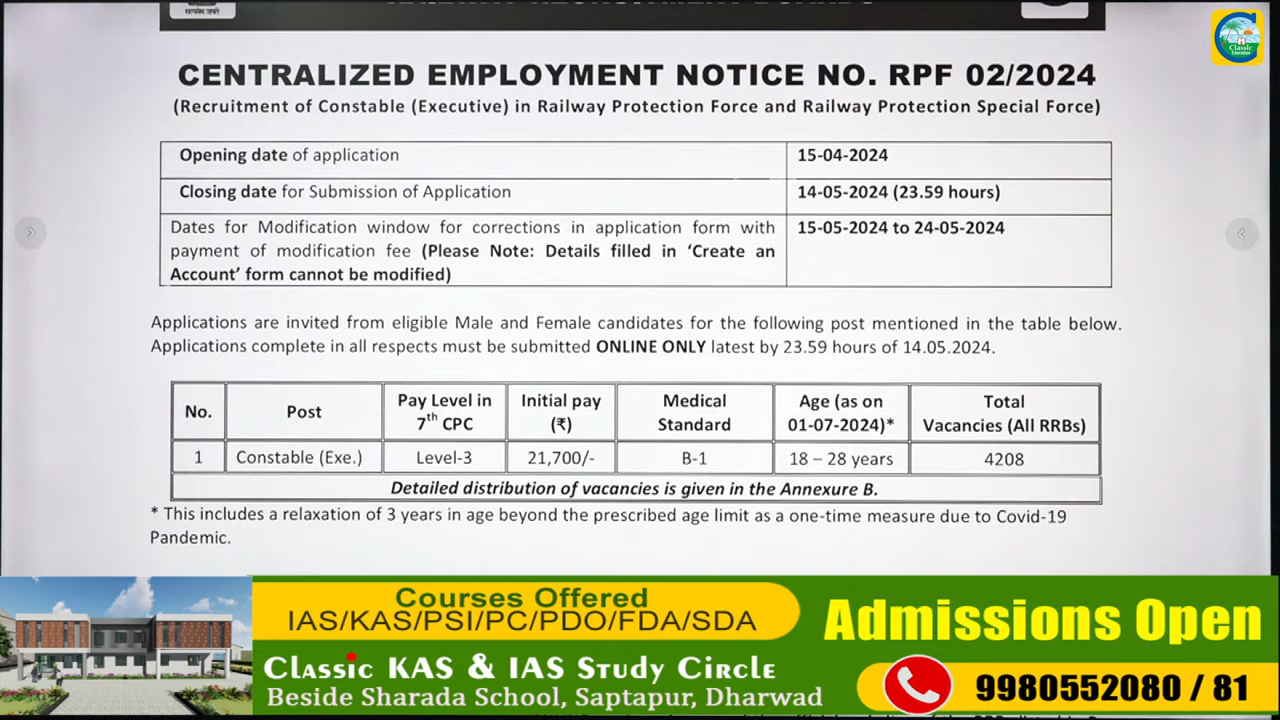 सत्यमेव जयते
RAILWAY RECRUITMENT BOARDS
Classic
Education
CENTRALIZED EMPLOYMENT NOTICE NO. RPF 02/2024
(Recruitment of Constable (Executive) in Railway Protection Force and Railway Protection Special Force)
Opening date of application 15-04-2024
Closing date for Submission of Application 14-05-2024 (23.59 hours)
Dates for Modification window for corrections in application form with 15-05-2024 to 24-05-2024
payment of modification fee (Please Note: Details filled in ‘Create an
Account’ form cannot be modified)
Applications are invited from eligible Male and Female candidates for the following post mentioned in the table below.
Applications complete in all respects must be submitted ONLINE ONLY latest by 23.59 hours of 14.05.2024.
No. Post Pay Level in 7th CPC Initial pay (₹) Medical Standard Age (as on 01-07-2024)* Total Vacancies (All RRBs)
1 Constable (Exe.) Level-3 21,700/- B-1 18 – 28 years 4208
Detailed distribution of vacancies is given in the Annexure B.
* This includes a relaxation of 3 years in age beyond the prescribed age limit as a one-time measure due to Covid-19
Pandemic.
Courses Offered
IAS/KAS/PSI/PC/PDO/FDA/SDA
Classic KAS & IAS Study Circle
Beside Sharada School, Saptapur, Dharwad
Admissions Open
9980552080 / 81